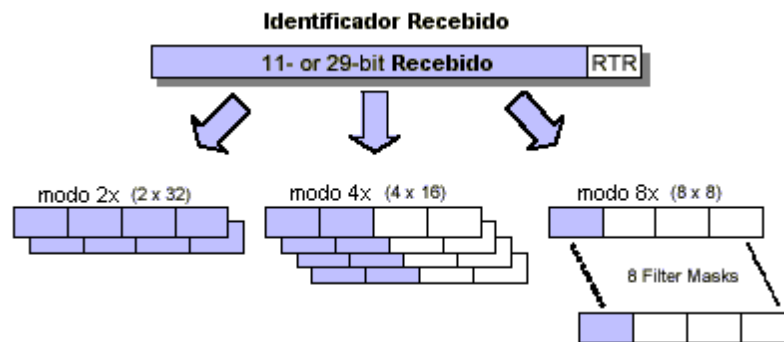 Identificador Recebido
11- or 29-bit Recebido RTR
modo 2x (2 x 32) modo 4x (4 x 16) modo 8x (8 x 8)
8 Filter Masks